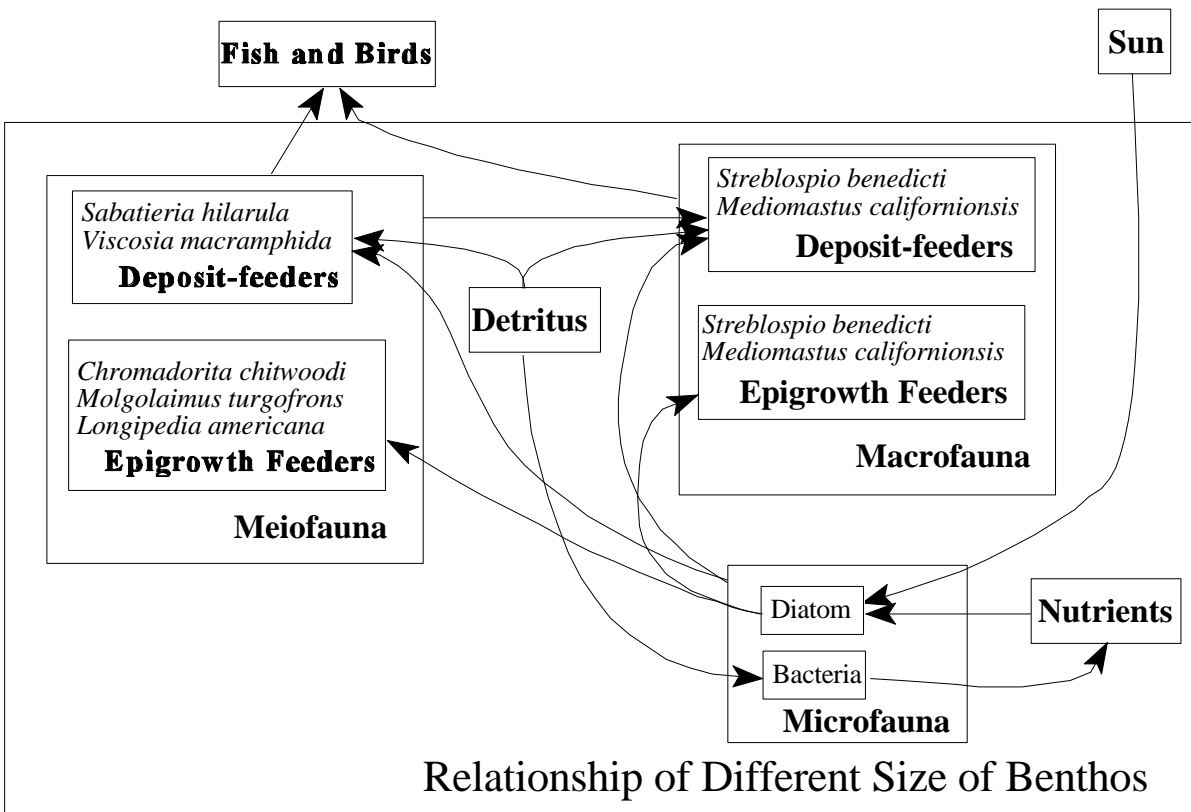 Fish and Birds
Sun
Sabatieria hilarula
Viscosia macramphida
Deposit-feeders
Chromadorita chitwoodi
Molgolaimus turgofrons
Longipedia americana
Epigrowth Feeders
Meiofauna
Detritus
Streblospio benedicti
Mediomastus californionsis
Deposit-feeders
Streblospio benedicti
Mediomastus californionsis
Epigrowth Feeders
Macrofauna
Diatom
Bacteria
Microfauna
Nutrients
Relationship of Different Size of Benthos